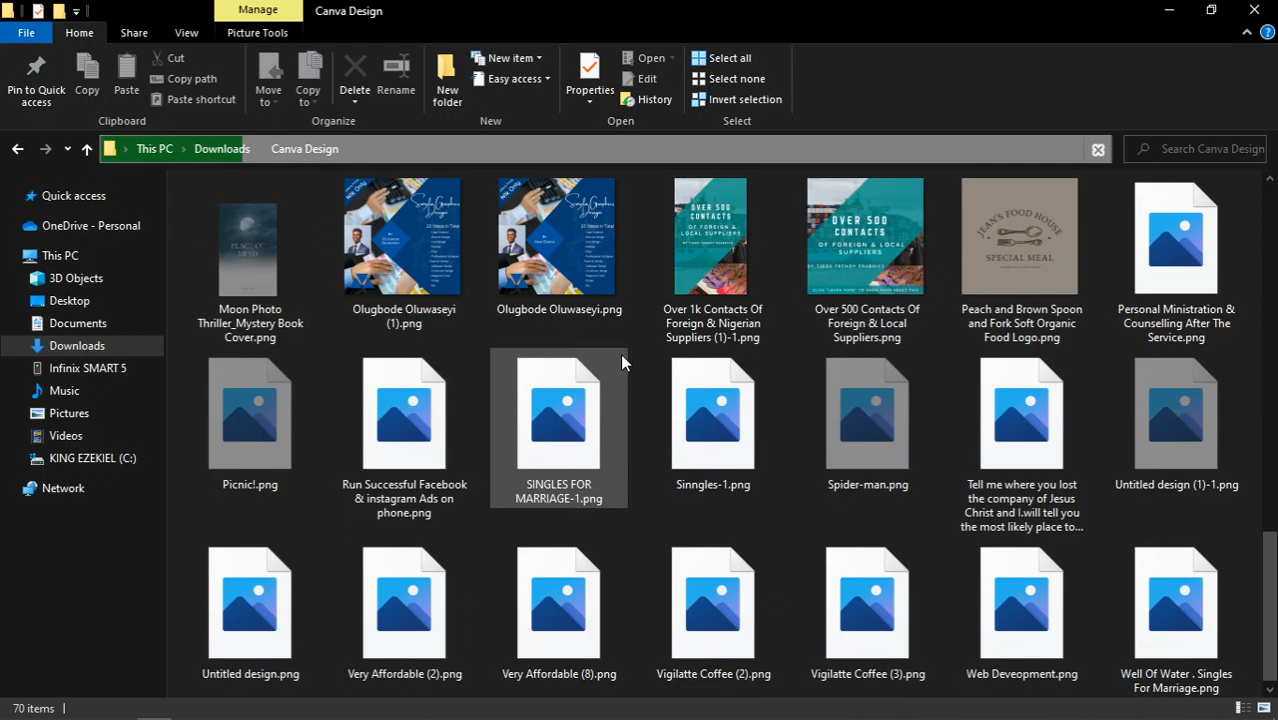 Manage
Canva Design
File
Home
Share
View
Picture Tools
Pin to Quick
access
Copy
Paste
Cut
Copy path
Paste shortcut
Clipboard
Move
to
Copy
to
Delete
Rename
Organize
New
folder
New item
Easy access
New
Properties
Open
Edit
History
Open
Select all
Select none
Invert selection
Select
This PC
Downloads
Canva Design
Search Canva Design
Quick access
OneDrive - Personal
This PC
3D Objects
Desktop
Documents
Downloads
Infinix SMART 5
Music
Pictures
Videos
KING EZEKIEL (C:)
Network
OVER 500
CONTACTS
OF FOREIGN & LOCAL
SUPPLIERS
JEAN'S FOOD HOUSE
SPECIAL MEAL
Moon Photo
Thriller_Mystery Book
Cover.png
Olugbode Oluwaseyi
(1).png
Olugbode Oluwaseyi.png
Over 1k Contacts Of
Foreign & Nigerian
Suppliers (1)-1.png
Over 500 Contacts Of
Foreign & Local
Suppliers.png
Peach and Brown Spoon
and Fork Soft Organic
Food Logo.png
Personal Ministration &
Counselling After The
Service.png
Picnic!.png
Run Successful Facebook
& instagram Ads on
phone.png
SINGLES FOR
MARRIAGE-1.png
Sinngles-1.png
Spider-man.png
Tell me where you lost
the company of Jesus
Christ and I.will tell you
the most likely place to...
Untitled design (1)-1.png
Untitled design.png
Very Affordable (2).png
Very Affordable (8).png
Vigilatte Coffee (2).png
Vigilatte Coffee (3).png
Web Deveopment.png
Well Of Water . Singles
For Marriage.png
70 items